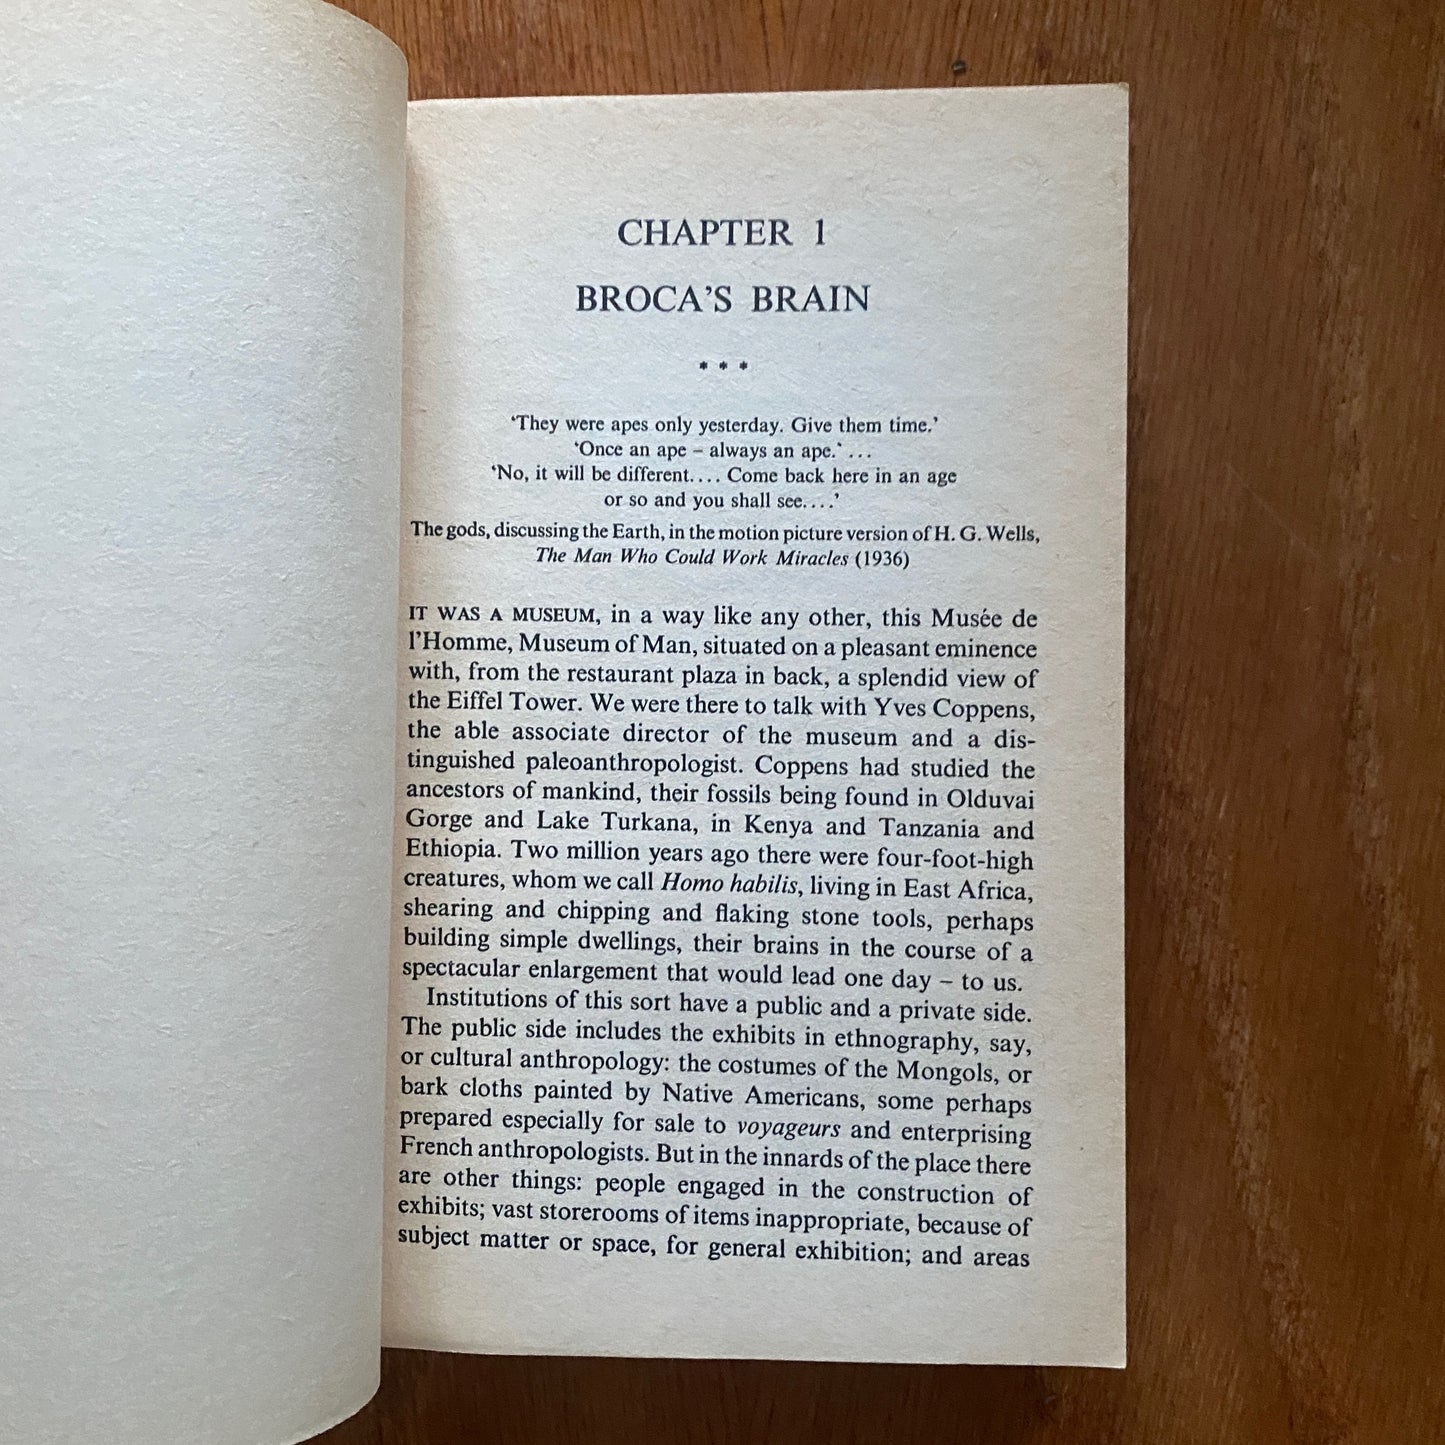 CHAPTER 1
BROCA'S BRAIN
* * *
‘They were apes only yesterday. Give them time.’
‘Once an ape – always an ape.‘ ...
‘No, it will be different.... Come back here in an age
or so and you shall see....’
The gods, discussing the Earth, in the motion picture version of H. G. Wells,
The Man Who Could Work Miracles (1936)
IT WAS A MUSEUM, in a way like any other, this Musée de
l'Homme, Museum of Man, situated on a pleasant eminence
with, from the restaurant plaza in back, a splendid view of
the Eiffel Tower. We were there to talk with Yves Coppens,
the able associate director of the museum and a dis-
tinguished paleoanthropologist. Coppens had studied the
ancestors of mankind, their fossils being found in Olduvai
Gorge and Lake Turkana, in Kenya and Tanzania and
Ethiopia. Two million years ago there were four-foot-high
creatures, whom we call Homo habilis, living in East Africa,
shearing and chipping and flaking stone tools, perhaps
building simple dwellings, their brains in the course of a
spectacular enlargement that would lead one day – to us.
Institutions of this sort have a public and a private side.
The public side includes the exhibits in ethnography, say,
or cultural anthropology: the costumes of the Mongols, or
bark cloths painted by Native Americans, some perhaps
prepared especially for sale to voyageurs and enterprising
French anthropologists. But in the innards of the place there
are other things: people engaged in the construction of
exhibits; vast storerooms of items inappropriate, because of
subject matter or space, for general exhibition; and areas